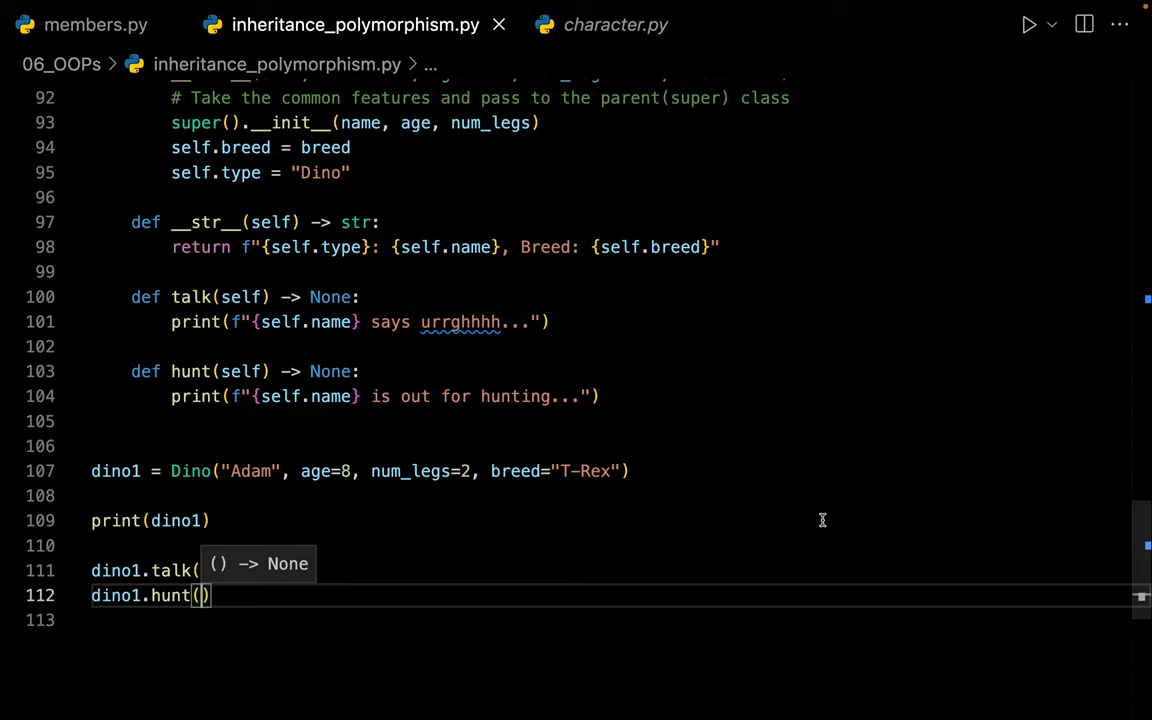 members.py inheritance_polymorphism.py character.py
06_OOPs > inheritance_polymorphism.py > ...
92 # Take the common features and pass to the parent(super) class
93 super().__init__(name, age, num_legs)
94 self.breed = breed
95 self.type = "Dino"
96
97 def __str__(self) -> str:
98 return f"{self.type}: {self.name}, Breed: {self.breed}"
99
100 def talk(self) -> None:
101 print(f"{self.name} says urrghhhh...")
102
103 def hunt(self) -> None:
104 print(f"{self.name} is out for hunting...")
105
106
107 dino1 = Dino("Adam", age=8, num_legs=2, breed="T-Rex")
108
109 print(dino1)
110
() -> None
111 dino1.talk(
112 dino1.hunt()
113